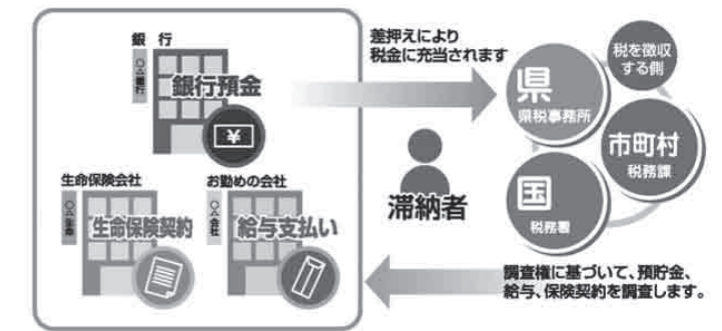 銀 行
○△銀行
銀行預金
¥
生命保険会社
○△生命
生命保険契約
お勤めの会社
○△会社
給与支払い
差押えにより
税金に充当されます
滞納者
税を徴収
する側
県
県税事務所
市町村
税務課
国
税務署
調査権に基づいて、預貯金、
給与、保険契約を調査します。